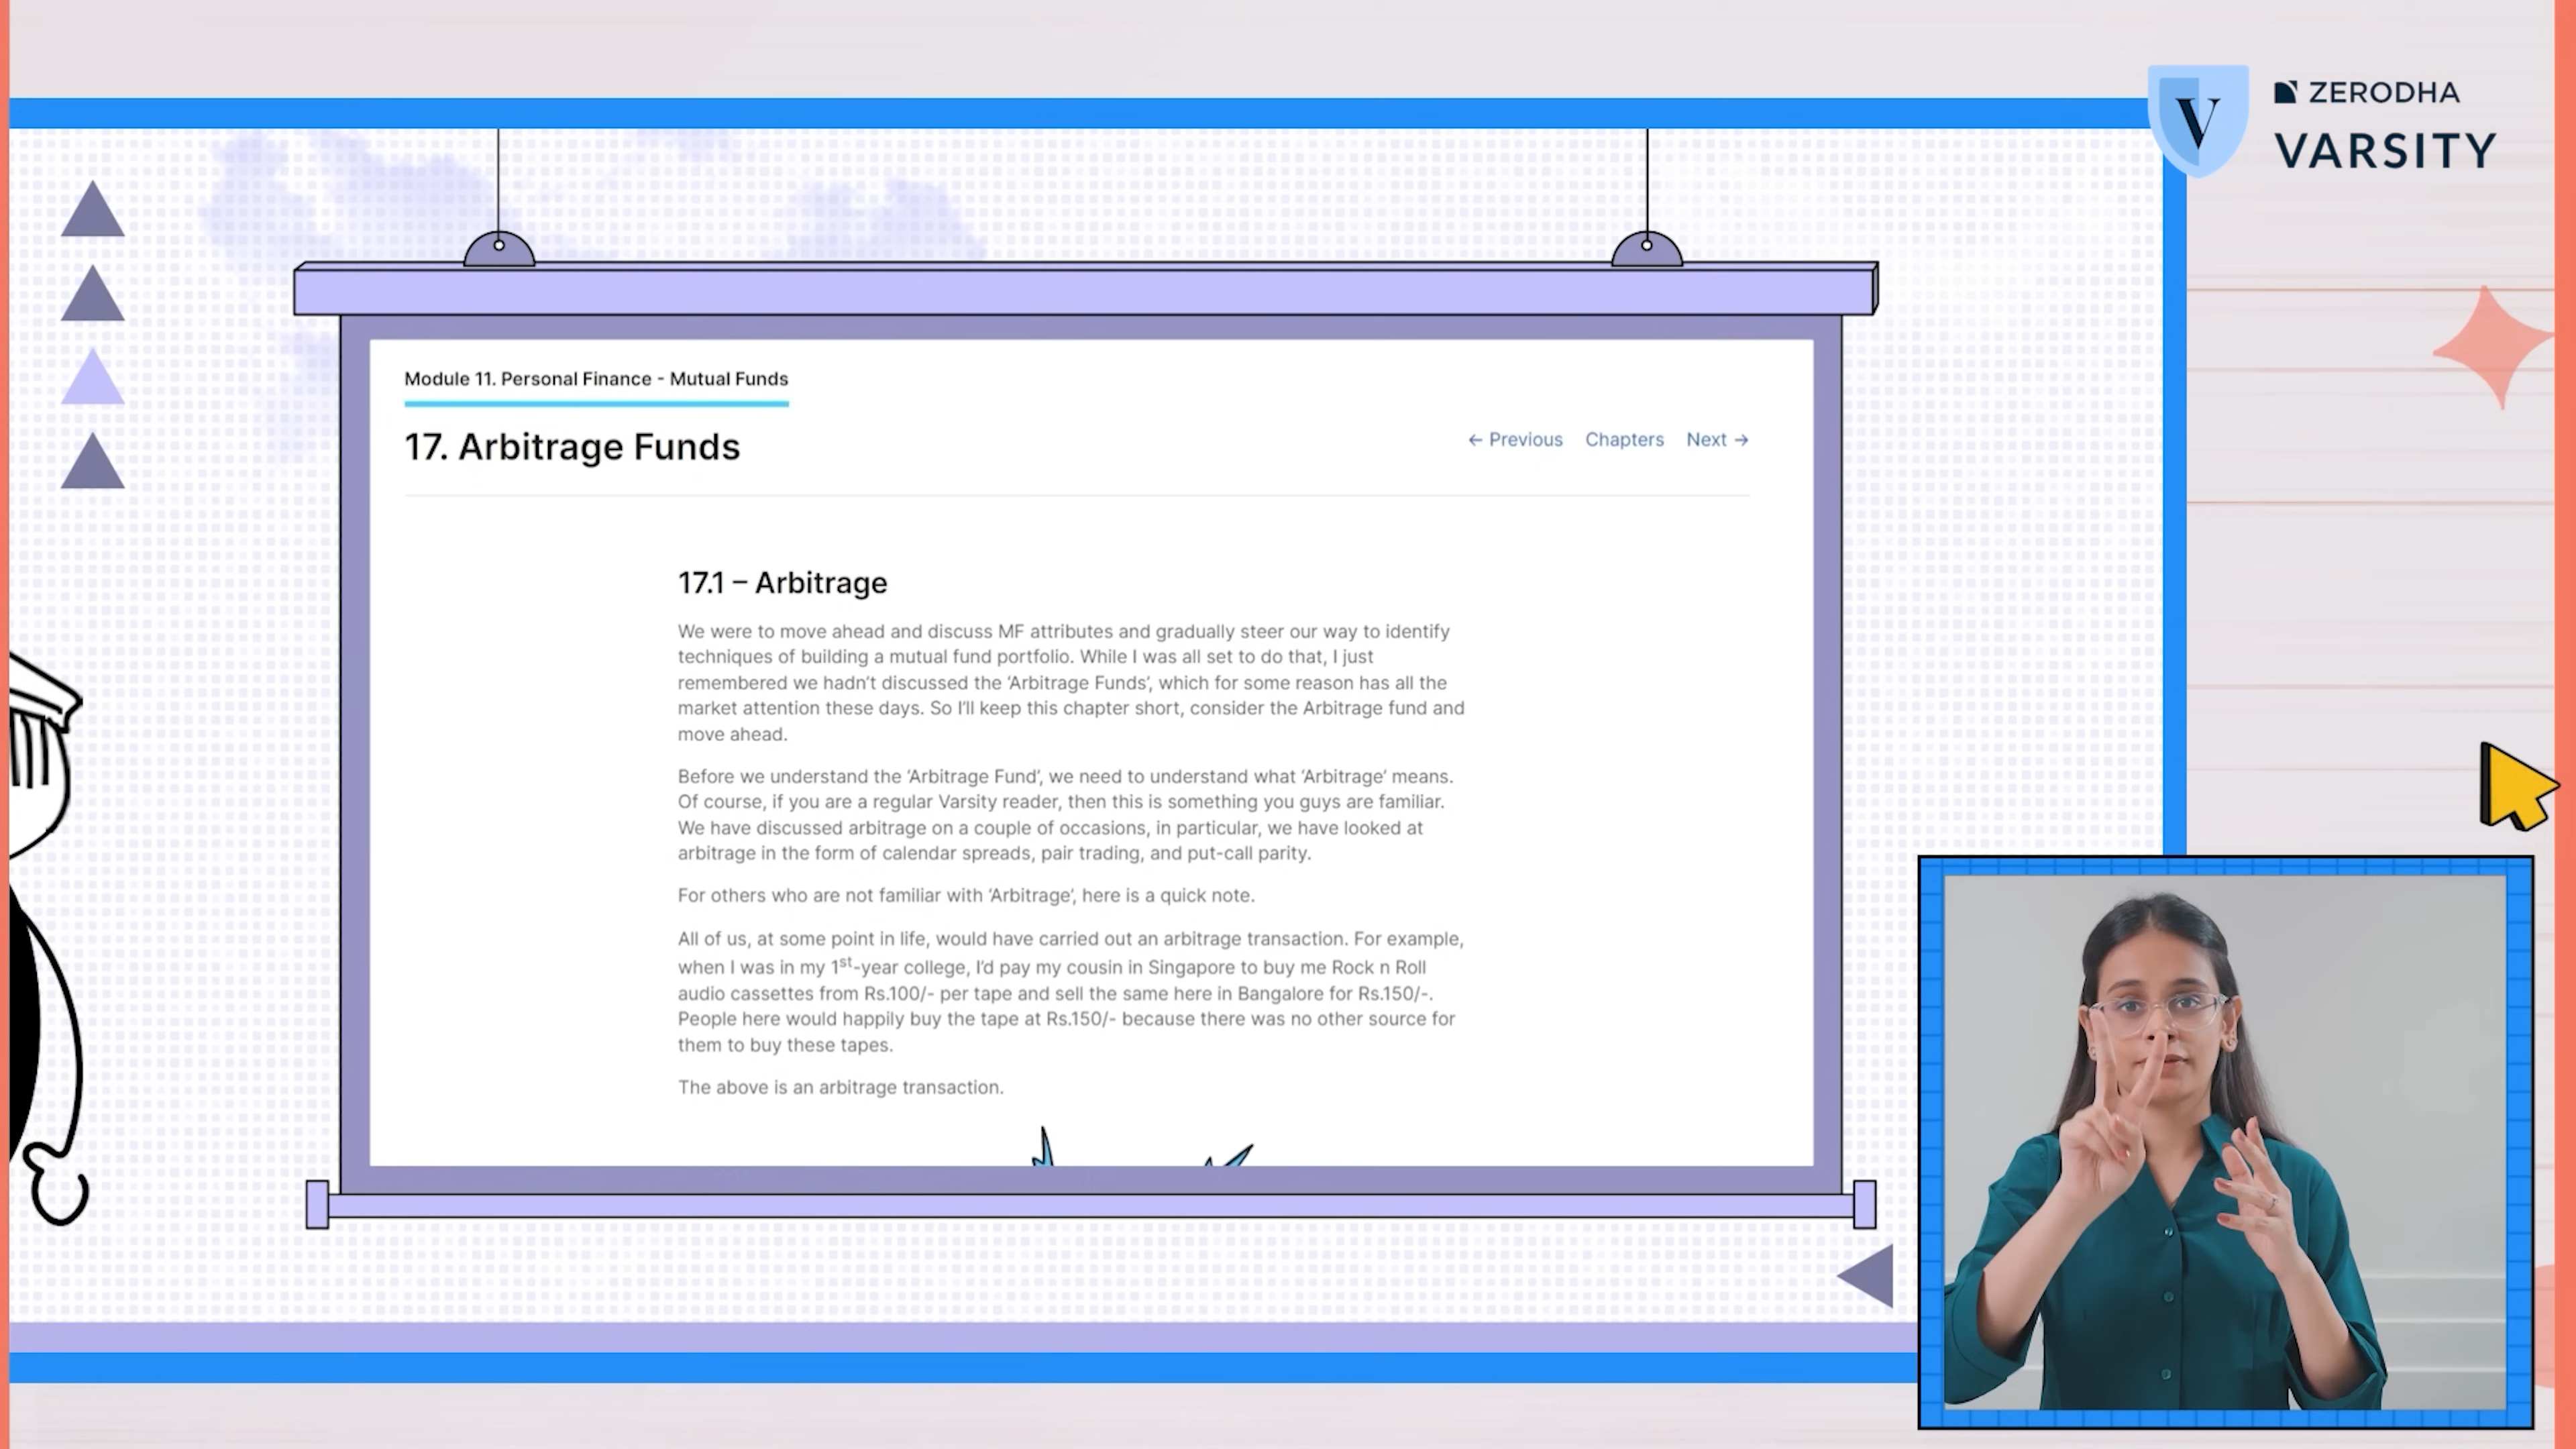 ZERODHA
V
VARSITY
Module 11. Personal Finance - Mutual Funds
17. Arbitrage Funds
← Previous Chapters Next →
17.1 – Arbitrage
We were to move ahead and discuss MF attributes and gradually steer our way to identify
techniques of building a mutual fund portfolio. While I was all set to do that, I just
remembered we hadn't discussed the ‘Arbitrage Funds’, which for some reason has all the
market attention these days. So I'll keep this chapter short, consider the Arbitrage fund and
move ahead.
Before we understand the ‘Arbitrage Fund’, we need to understand what ‘Arbitrage’ means.
Of course, if you are a regular Varsity reader, then this is something you guys are familiar.
We have discussed arbitrage on a couple of occasions, in particular, we have looked at
arbitrage in the form of calendar spreads, pair trading, and put-call parity.
For others who are not familiar with ‘Arbitrage’, here is a quick note.
All of us, at some point in life, would have carried out an arbitrage transaction. For example,
when I was in my 1st-year college, I'd pay my cousin in Singapore to buy me Rock n Roll
audio cassettes from Rs.100/- per tape and sell the same here in Bangalore for Rs.150/-.
People here would happily buy the tape at Rs.150/- because there was no other source for
them to buy these tapes.
The above is an arbitrage transaction.